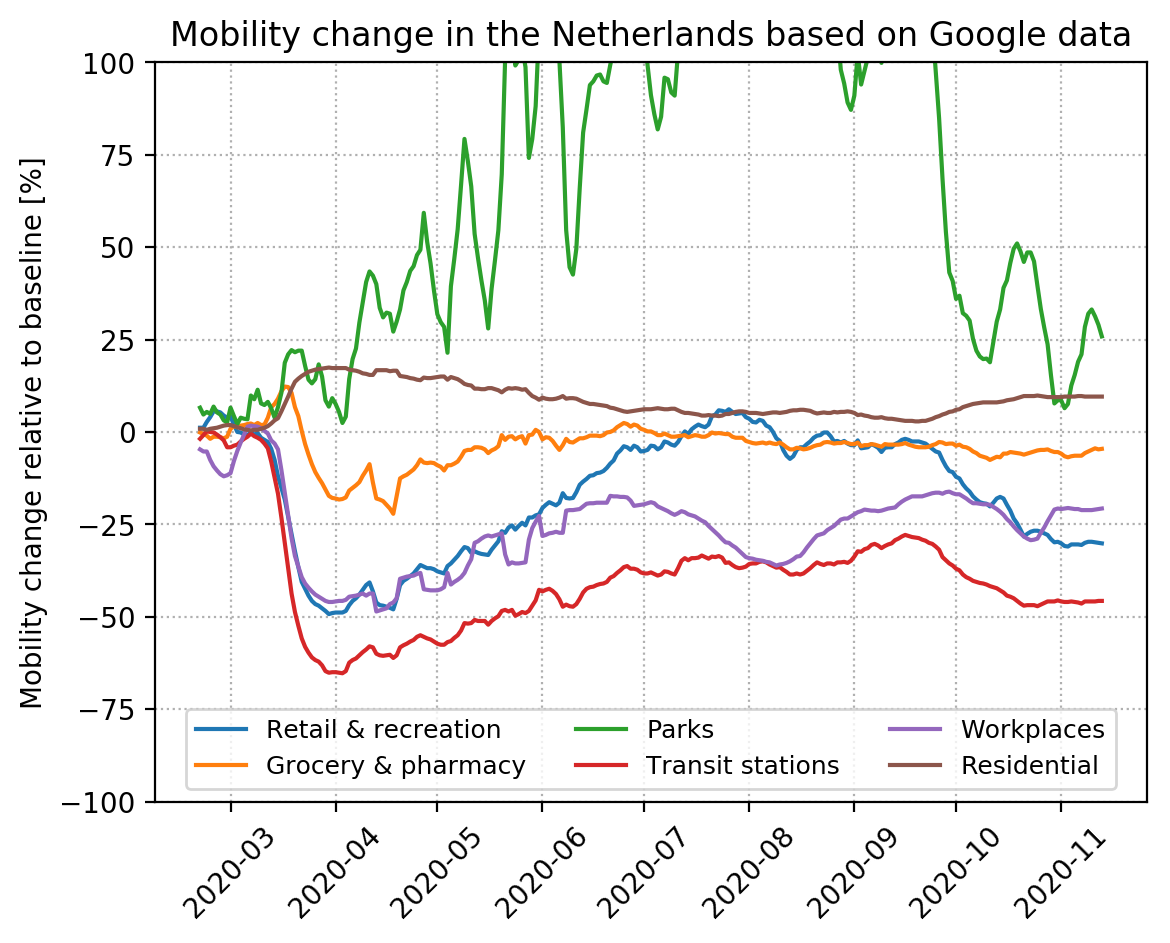 Mobility change in the Netherlands based on Google data
Mobility change relative to baseline [%]
100
75
50
25
0
−25
−50
−75
−100
Retail & recreation
Grocery & pharmacy
Parks
Transit stations
Workplaces
Residential
2020-03
2020-04
2020-05
2020-06
2020-07
2020-08
2020-09
2020-10
2020-11